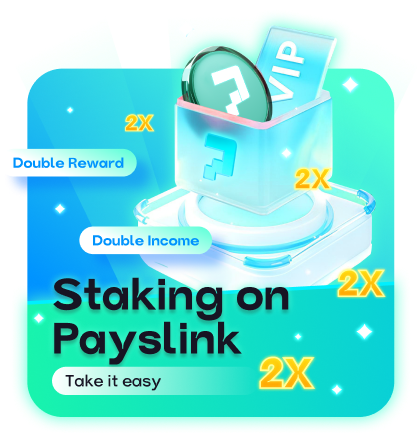 VIP
2X
Double Reward
2X
Double Income
2X
Staking on
Payslink
2X
Take it easy